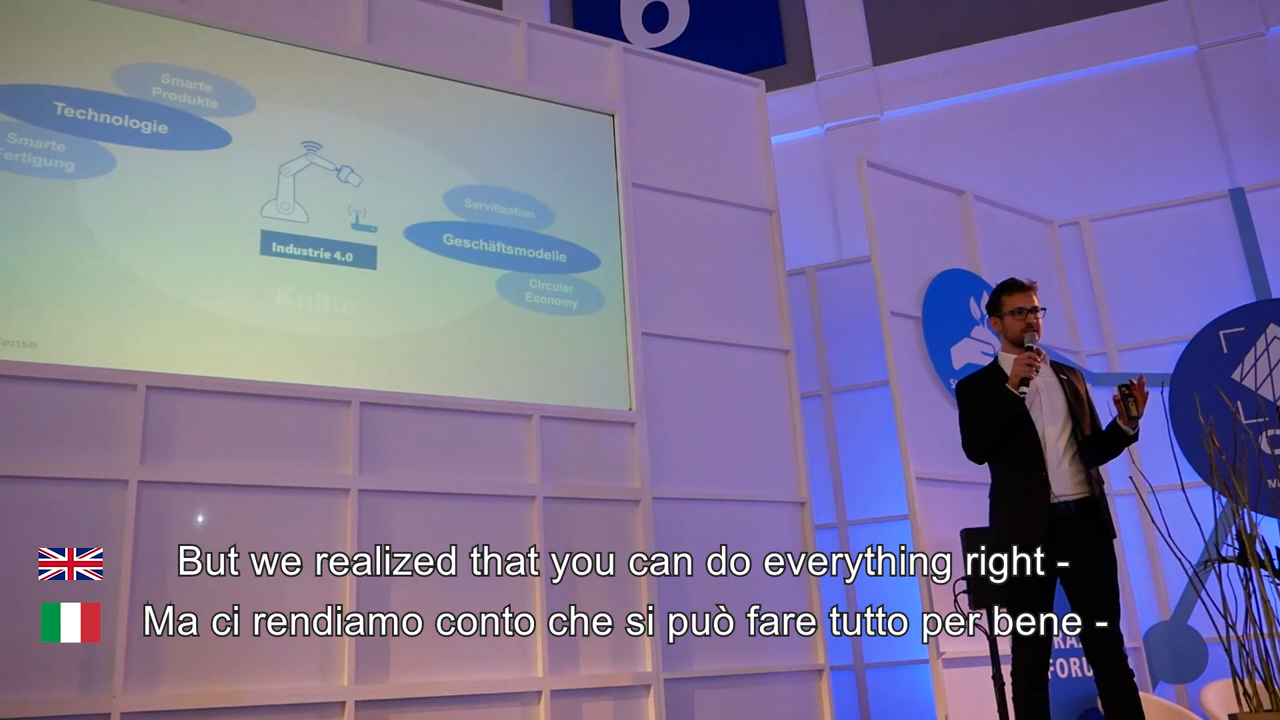 6
Smarte
Produkte
Technologie
Smarte
Fertigung
Servitization
Geschäftsmodelle
Circular
Economy
Industrie 4.0
Kultur
But we realized that you can do everything right -
Ma ci rendiamo conto che si può fare tutto per bene -